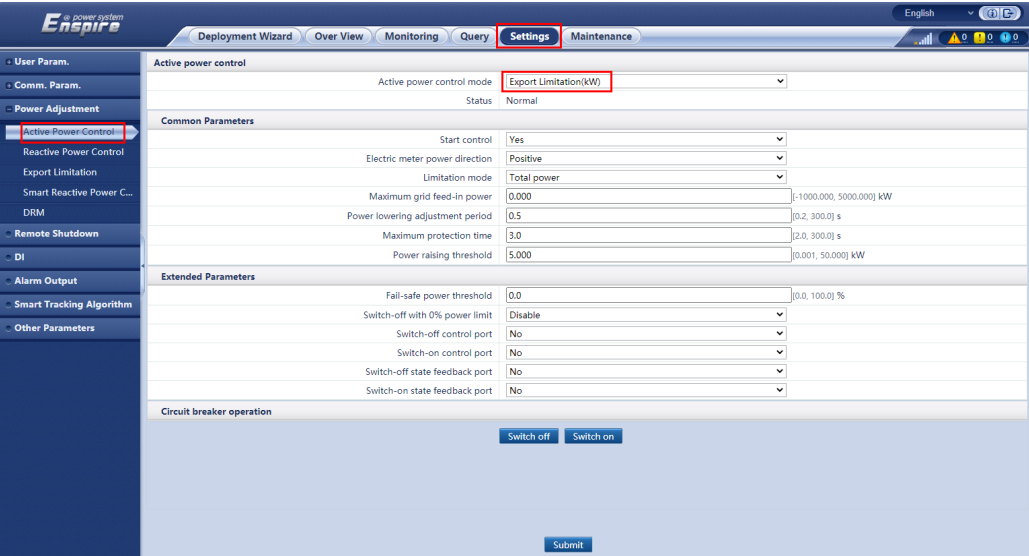 English
@ power system
Enspire
Deployment Wizard Over View Monitoring Query Settings Maintenance
0 0 0
User Param.
Comm. Param.
Power Adjustment
Active Power Control
Reactive Power Control
Export Limitation
Smart Reactive Power C...
DRM
Remote Shutdown
DI
Alarm Output
Smart Tracking Algorithm
Other Parameters
Active power control
Active power control mode Export Limitation(kW)
Status Normal
Common Parameters
Start control Yes
Electric meter power direction Positive
Limitation mode Total power
Maximum grid feed-in power 0.000 [-1000.000, 5000.000] kW
Power lowering adjustment period 0.5 [0.2, 300.0] s
Maximum protection time 3.0 [2.0, 300.0] s
Power raising threshold 5.000 [0.001, 50.000] kW
Extended Parameters
Fail-safe power threshold 0.0 [0.0, 100.0] %
Switch-off with 0% power limit Disable
Switch-off control port No
Switch-on control port No
Switch-off state feedback port No
Switch-on state feedback port No
Circuit breaker operation
Switch off Switch on
Submit